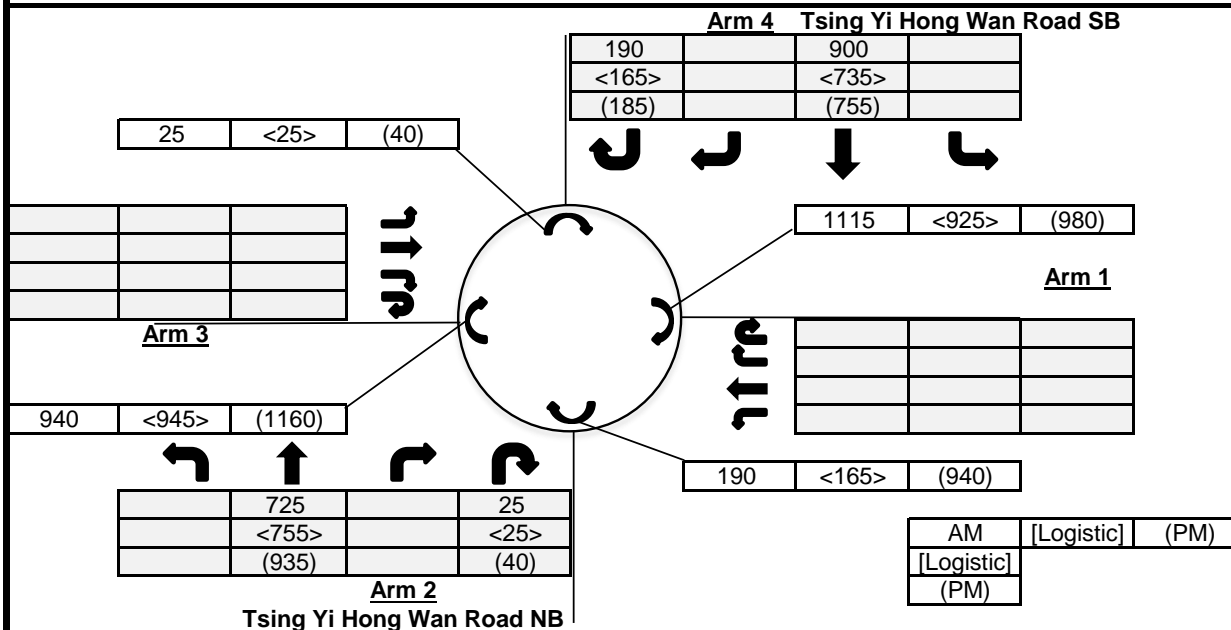 Arm 4 Tsing Yi Hong Wan Road SB
190 900
<165> <735>
(185) (755)
25 <25> (40)
1115 <925> (980)
Arm 1
Arm 3
940 <945> (1160)
190 <165> (940)
725 25
<755> <25>
(935) (40)
AM [Logistic] (PM)
[Logistic]
(PM)
Arm 2
Tsing Yi Hong Wan Road NB